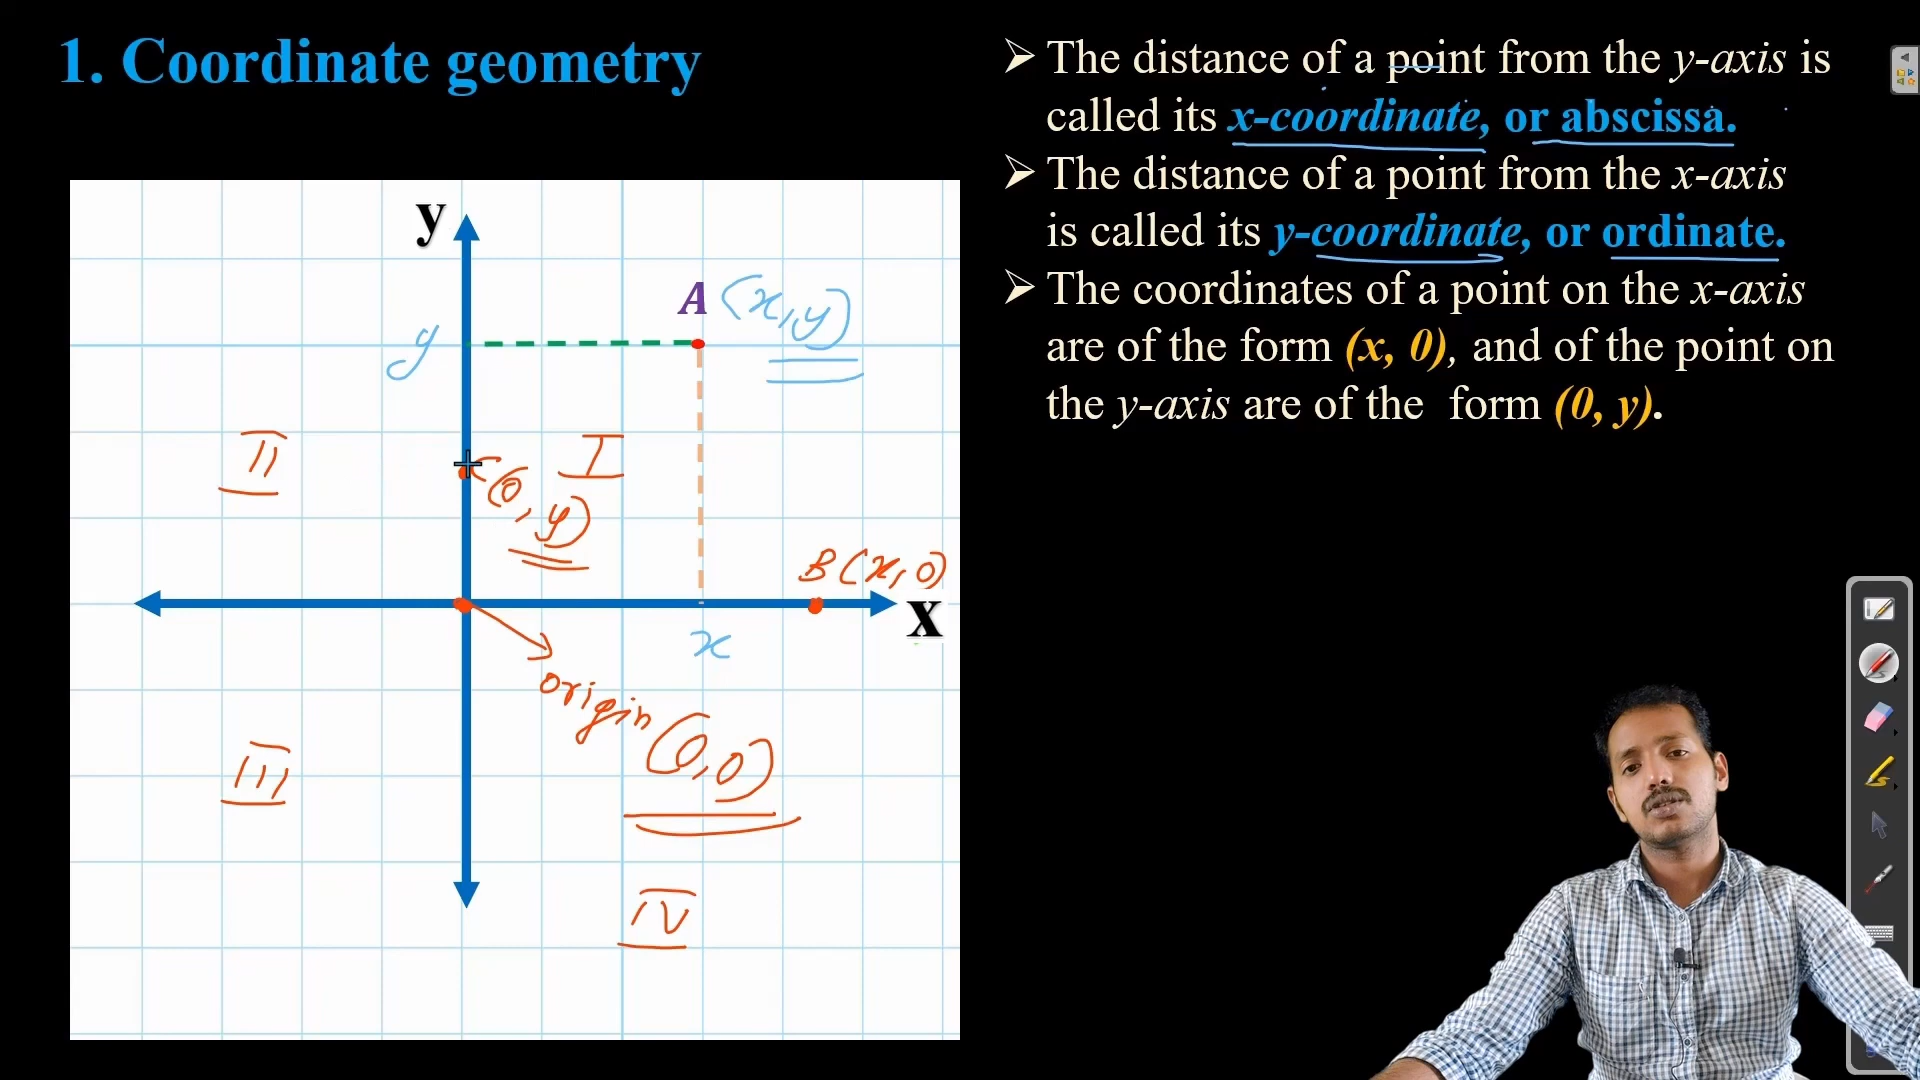 1. Coordinate geometry
➢ The distance of a point from the y-axis is
called its x-coordinate, or abscissa.
➢ The distance of a point from the x-axis
is called its y-coordinate, or ordinate.
➢ The coordinates of a point on the x-axis
are of the form (x, 0), and of the point on
the y-axis are of the form (0, y).
y
A (x, y)
y
II
I
C (0, y)
B (x, 0)
X
x
origin (0, 0)
III
IV